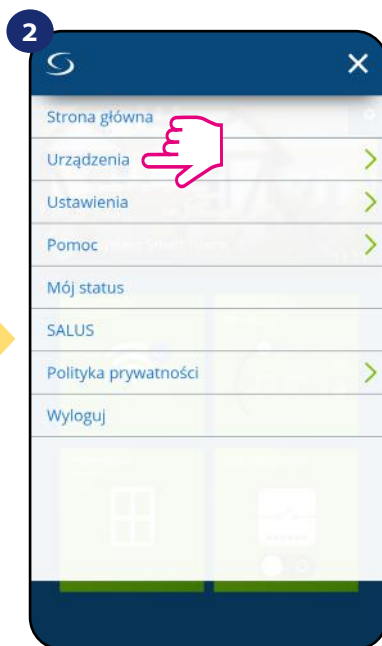 2
Strona główna
Urządzenia
Ustawienia
Pomoc
Mój status
SALUS
Polityka prywatności
Wyloguj